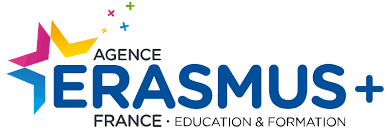 AGENCE
ERASMUS+
FRANCE • EDUCATION & FORMATION